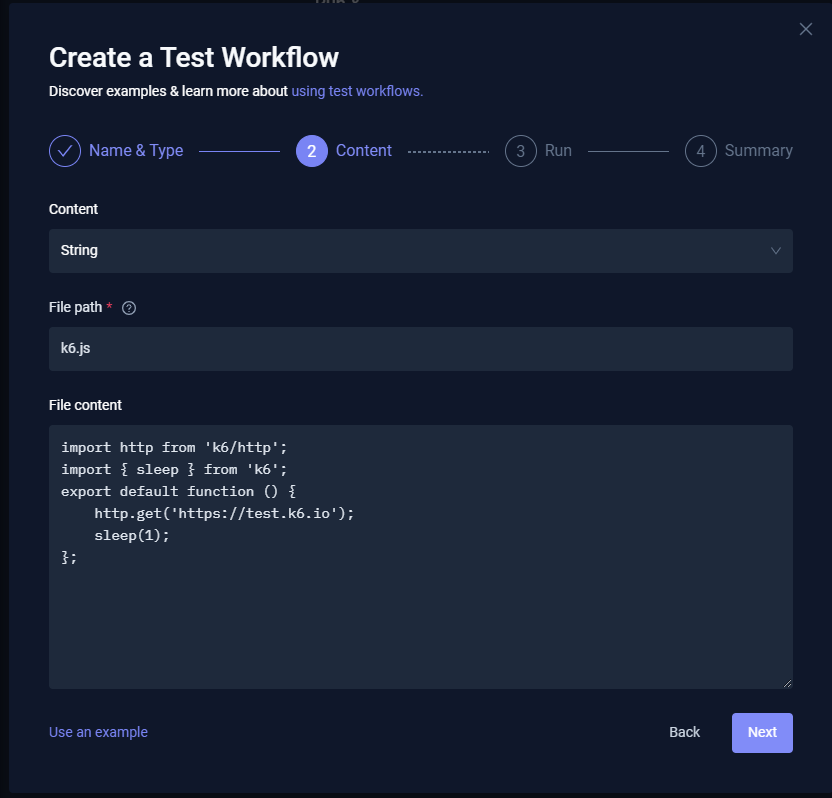 Create a Test Workflow
Discover examples & learn more about using test workflows.
Name & Type 2 Content 3 Run 4 Summary
Content
String
File path * ?
k6.js
File content
import http from 'k6/http';
import { sleep } from 'k6';
export default function () {
    http.get('https://test.k6.io');
    sleep(1);
};
Use an example Back Next